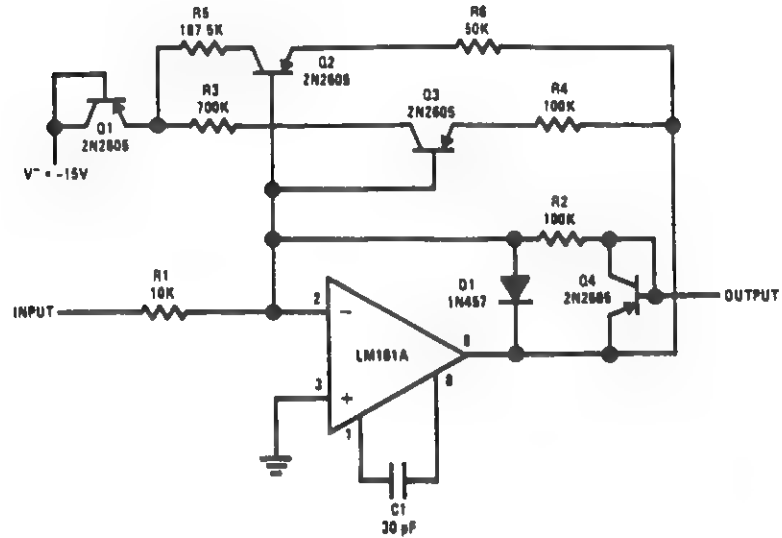 R5
187.5K
R6
50K
Q2
2N2605
R3
700K
Q3
2N2605
R4
100K
Q1
2N2605
V⁻ = -15V
R2
100K
R1
10K
D1
1N457
Q4
2N2605
INPUT
OUTPUT
2
−
6
LM101A
8
3
+
1
C1
30 pF